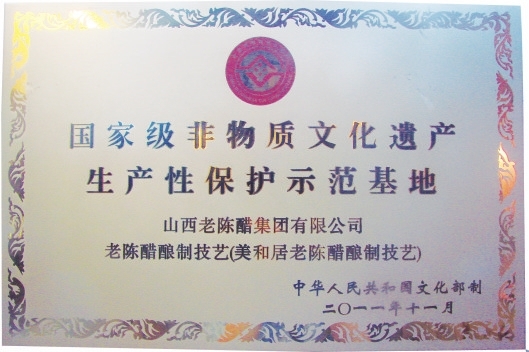 国家级非物质文化遗产
生产性保护示范基地
山西老陈醋集团有限公司
老陈醋酿制技艺(美和居老陈醋酿制技艺)
中华人民共和国文化部制
二〇一一年十一月